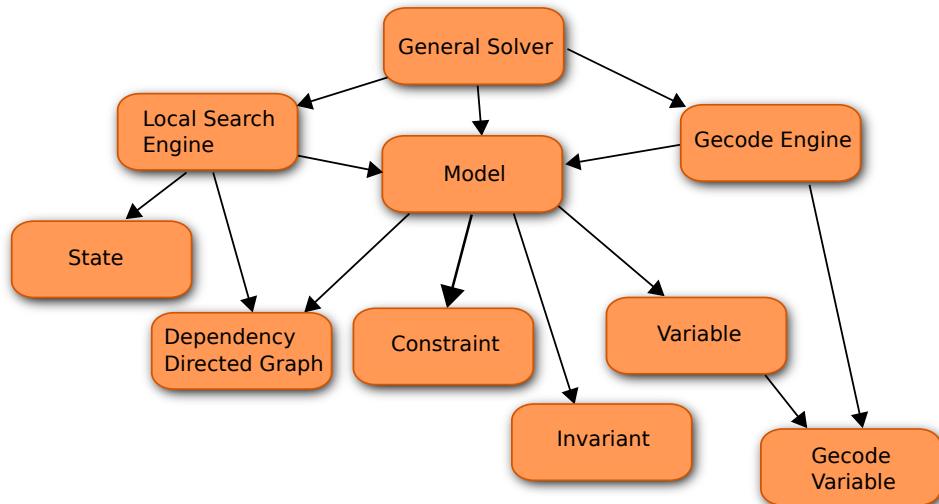 General Solver
Local Search
Engine
Gecode Engine
Model
State
Dependency
Directed Graph
Constraint
Variable
Invariant
Gecode
Variable